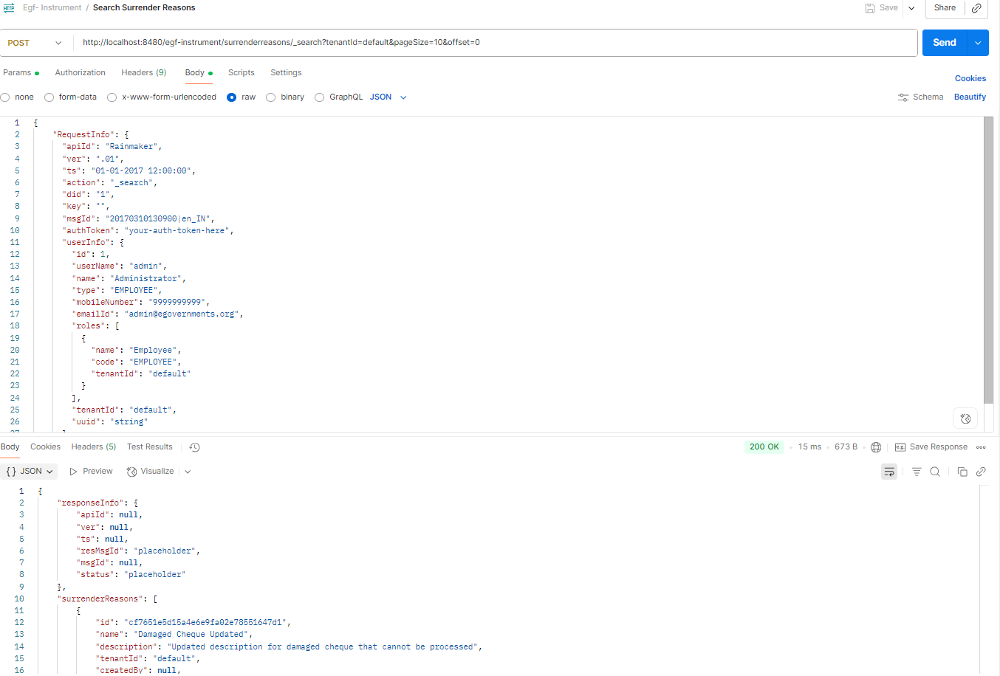 HTTP Egf- Instrument / Search Surrender Reasons Save Share
POST http://localhost:8480/egf-instrument/surrenderreasons/_search?tenantId=default&pageSize=10&offset=0 Send
Params Authorization Headers (9) Body Scripts Settings Cookies
none form-data x-www-form-urlencoded raw binary GraphQL JSON Schema Beautify
1 {
2 "RequestInfo": {
3 "apiId": "Rainmaker",
4 "ver": ".01",
5 "ts": "01-01-2017 12:00:00",
6 "action": "_search",
7 "did": "1",
8 "key": "",
9 "msgId": "20170310130900|en_IN",
10 "authToken": "your-auth-token-here",
11 "userInfo": {
12 "id": 1,
13 "userName": "admin",
14 "name": "Administrator",
15 "type": "EMPLOYEE",
16 "mobileNumber": "9999999999",
17 "emailId": "admin@egovernments.org",
18 "roles": [
19 {
20 "name": "Employee",
21 "code": "EMPLOYEE",
22 "tenantId": "default"
23 }
24 ],
25 "tenantId": "default",
26 "uuid": "string"
Body Cookies Headers (5) Test Results 200 OK 15 ms 673 B Save Response
{} JSON Preview Visualize
1 {
2 "responseInfo": {
3 "apiId": null,
4 "ver": null,
5 "ts": null,
6 "resMsgId": "placeholder",
7 "msgId": null,
8 "status": "placeholder"
9 },
10 "surrenderReasons": [
11 {
12 "id": "cf7651e5d15a4e6e9fa02e78551647d1",
13 "name": "Damaged Cheque Updated",
14 "description": "Updated description for damaged cheque that cannot be processed",
15 "tenantId": "default",
16 "createdBy": null,